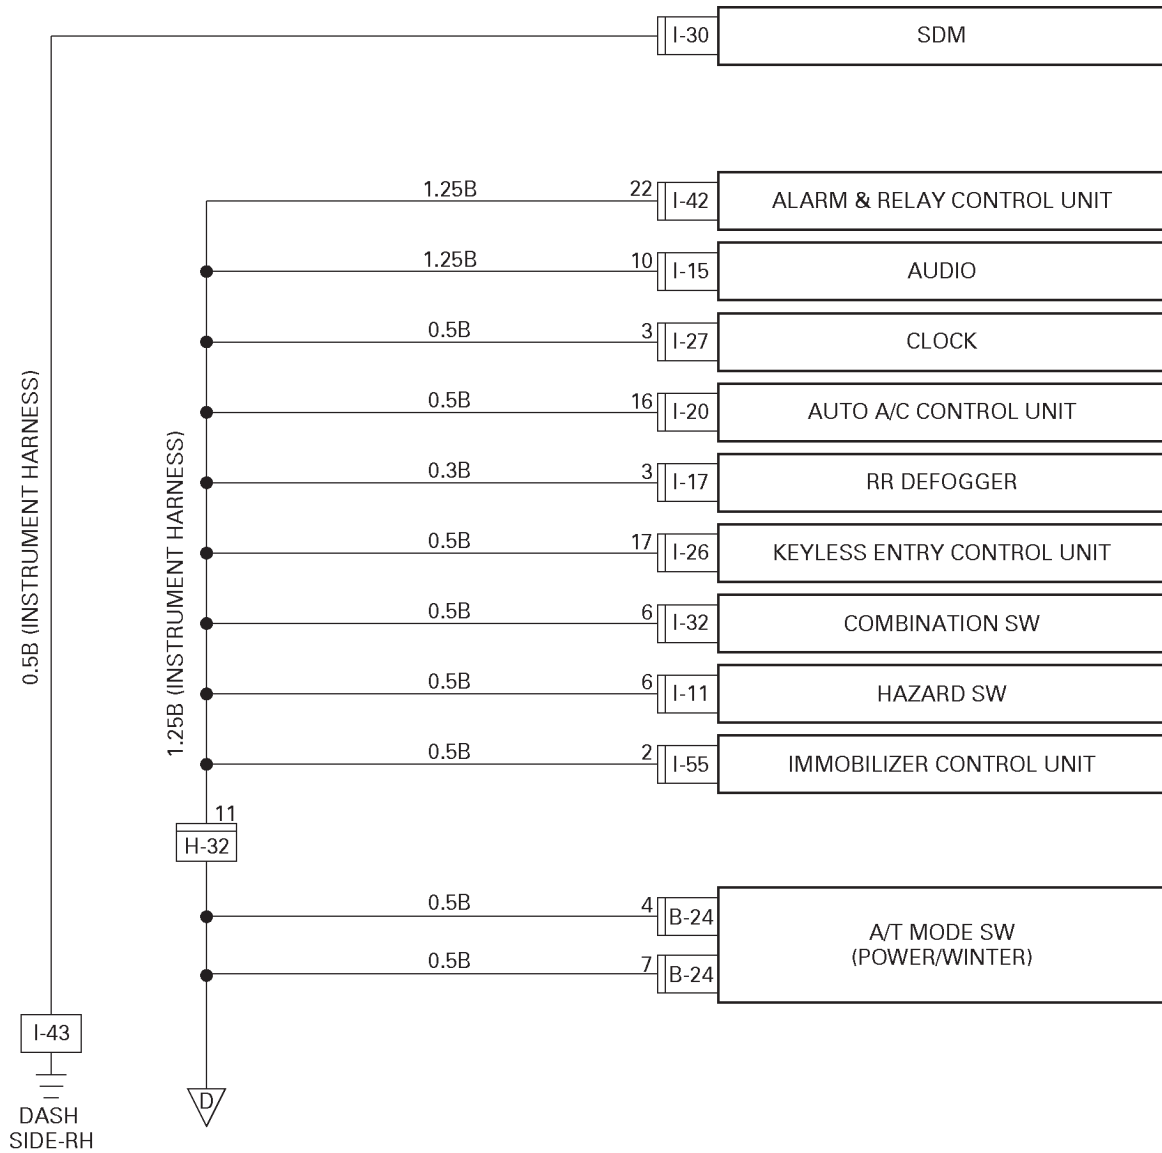 I-30 SDM
1.25B 22 I-42 ALARM & RELAY CONTROL UNIT
1.25B 10 I-15 AUDIO
0.5B 3 I-27 CLOCK
0.5B 16 I-20 AUTO A/C CONTROL UNIT
0.3B 3 I-17 RR DEFOGGER
0.5B 17 I-26 KEYLESS ENTRY CONTROL UNIT
0.5B 6 I-32 COMBINATION SW
0.5B 6 I-11 HAZARD SW
0.5B 2 I-55 IMMOBILIZER CONTROL UNIT
0.5B (INSTRUMENT HARNESS)
1.25B (INSTRUMENT HARNESS)
11
H-32
0.5B 4 B-24
A/T MODE SW
(POWER/WINTER)
0.5B 7 B-24
I-43
D
DASH
SIDE-RH